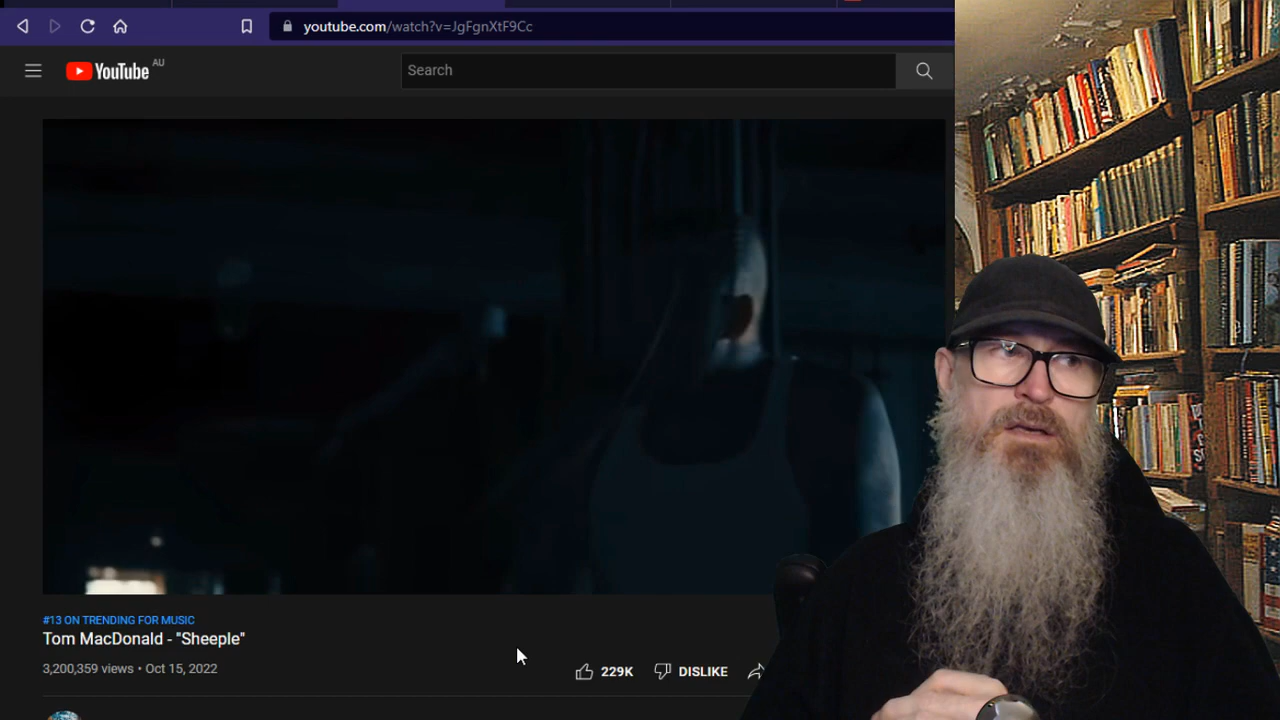 youtube.com/watch?v=JgFgnXtF9Cc
YouTube AU
Search
#13 ON TRENDING FOR MUSIC
Tom MacDonald - "Sheeple"
3,200,359 views • Oct 15, 2022
229K
DISLIKE